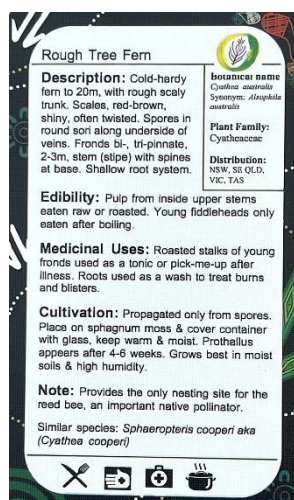 Rough Tree Fern
Description: Cold-hardy
fern to 20m, with rough scaly
trunk. Scales, red-brown,
shiny, often twisted. Spores in
round sori along underside of
veins. Fronds bi-, tri-pinnate,
2-3m, stem (stipe) with spines
at base. Shallow root system.
botanical name
Cyathea australis
Synonym: Alsophila
australis
Plant Family:
Cyatheaceae
Distribution:
NSW, SE QLD,
VIC, TAS
Edibility: Pulp from inside upper stems
eaten raw or roasted. Young fiddleheads only
eaten after boiling.
Medicinal Uses: Roasted stalks of young
fronds used as a tonic or pick-me-up after
illness. Roots used as a wash to treat burns
and blisters.
Cultivation: Propagated only from spores.
Place on sphagnum moss & cover container
with glass, keep warm & moist. Prothallus
appears after 4-6 weeks. Grows best in moist
soils & high humidity.
Note: Provides the only nesting site for the
reed bee, an important native pollinator.
Similar species: Sphaeropteris cooperi aka
(Cyathea cooperi)